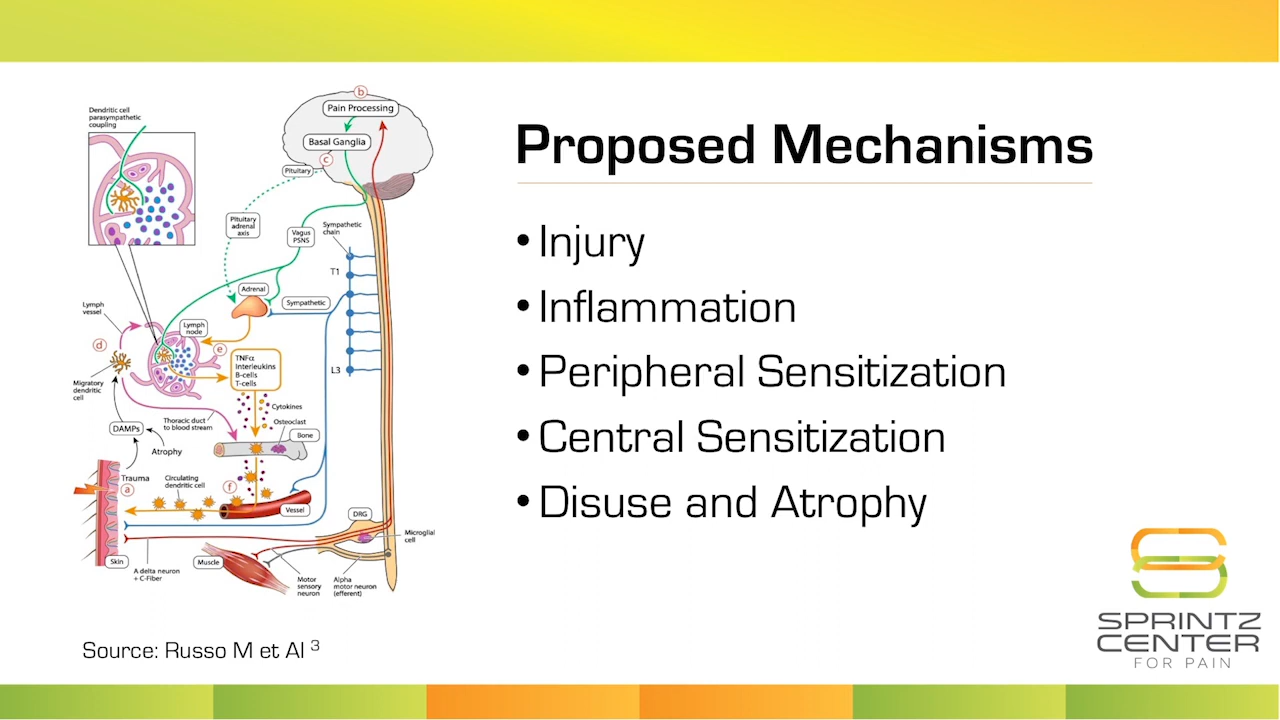 Proposed Mechanisms
• Injury
• Inflammation
• Peripheral Sensitization
• Central Sensitization
• Disuse and Atrophy
Dendritic cell
parasympathetic
coupling
b
Pain Processing
Basal Ganglia
c
Pituitary
Pituitary
adrenal
axis
Vagus
PSNS
Sympathetic
chain
T1
Adrenal
Sympathetic
Lymph
vessel
Lymph
node
d
e
TNFα
Interleukins
B-cells
T-cells
L3
Migratory
dendritic
cell
Cytokines
Osteoclast
Bone
Thoracic duct
to blood stream
DAMPs
Atrophy
Trauma
a
Circulating
dendritic cell
f
Vessel
DRG
Microglial
cell
Skin
Muscle
A delta neuron
+ C-Fiber
Motor
sensory
neuron
Alpha
motor neuron
(efferent)
Source: Russo M et Al 3
SPRINTZ
CENTER
FOR PAIN